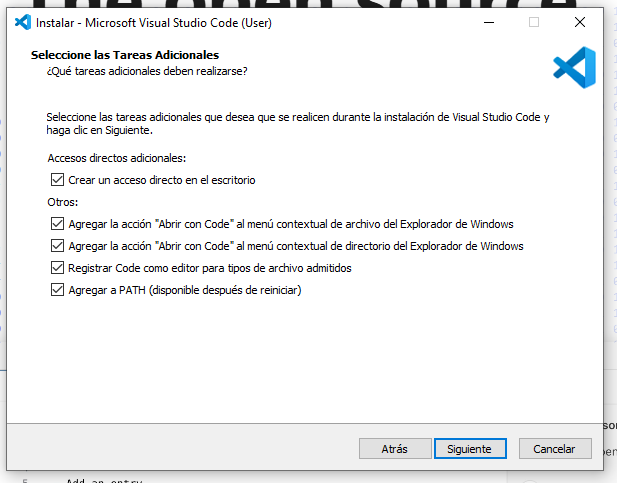 The open source
Instalar - Microsoft Visual Studio Code (User)
Seleccione las Tareas Adicionales
¿Qué tareas adicionales deben realizarse?
Seleccione las tareas adicionales que desea que se realicen durante la instalación de Visual Studio Code y
haga clic en Siguiente.
Accesos directos adicionales:
Crear un acceso directo en el escritorio
Otros:
Agregar la acción "Abrir con Code" al menú contextual de archivo del Explorador de Windows
Agregar la acción "Abrir con Code" al menú contextual de directorio del Explorador de Windows
Registrar Code como editor para tipos de archivo admitidos
Agregar a PATH (disponible después de reiniciar)
Atrás
Siguiente
Cancelar
5 Add an entry